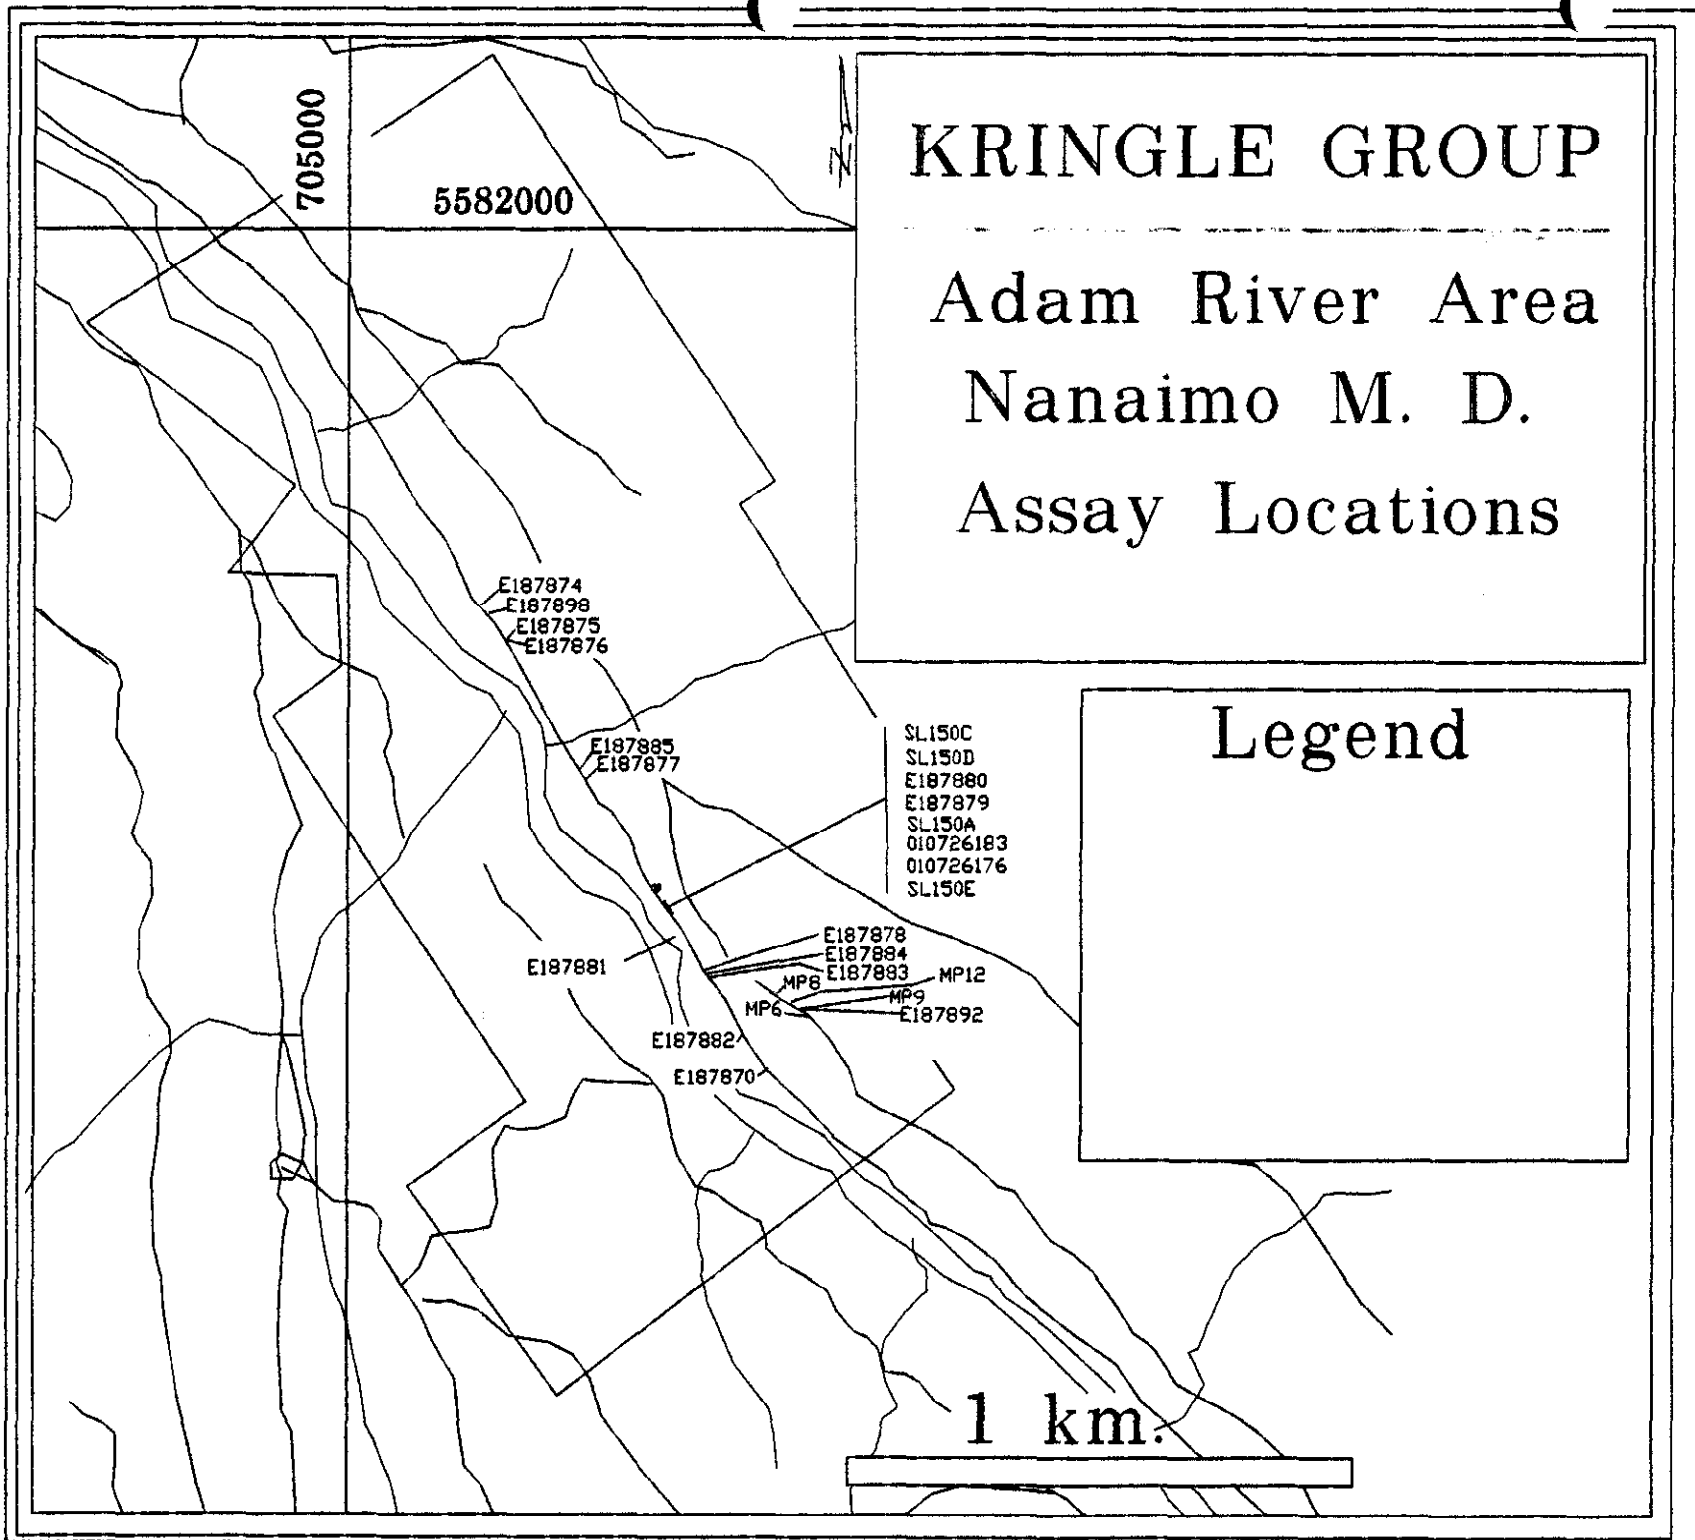 KRINGLE GROUP
Adam River Area
Nanaimo M. D.
Assay Locations
705000
5582000
N
E187874
E187898
E187875
E187876
E187885
E187877
Legend
SL150C
SL150D
E187880
E187879
SL150A
010726183
010726176
SL150E
E187878
E187884
E187883
E187881
MP8
MP12
MP9
MP6
E187892
E187882
E187870
1 km.